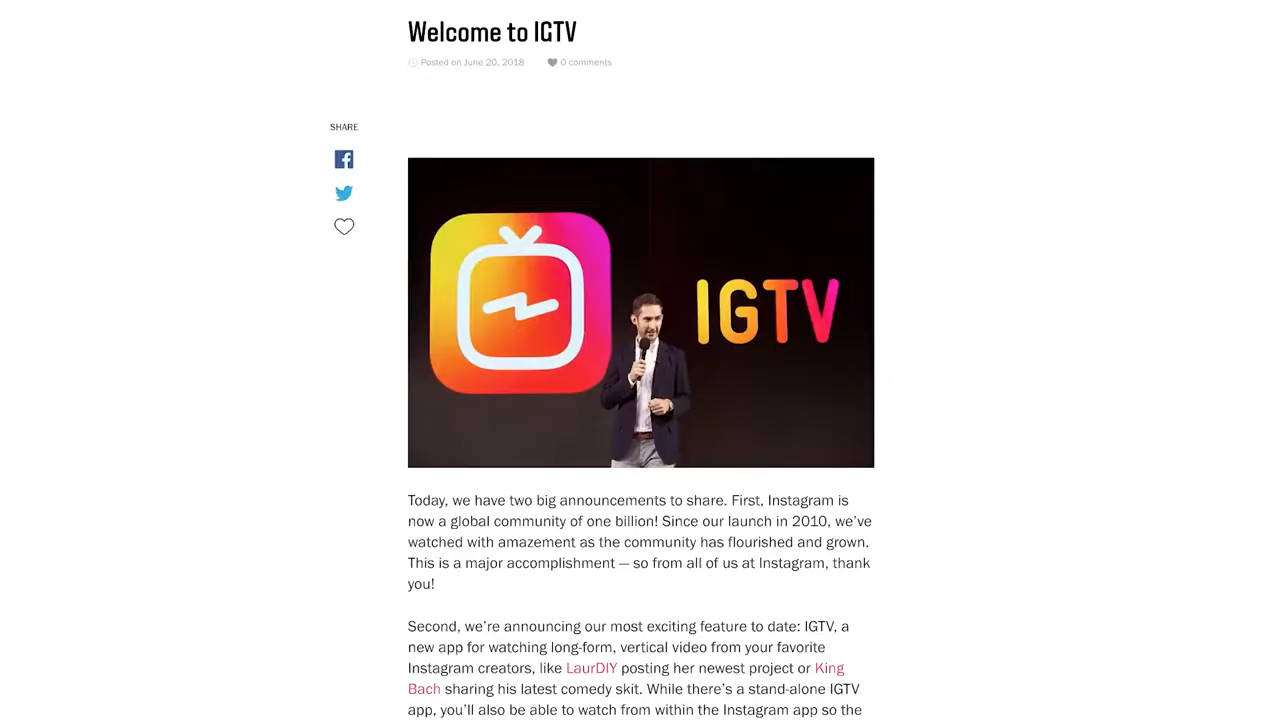 Welcome to IGTV
Posted on June 20, 2018 0 comments
SHARE
IGTV
Today, we have two big announcements to share. First, Instagram is
now a global community of one billion! Since our launch in 2010, we’ve
watched with amazement as the community has flourished and grown.
This is a major accomplishment — so from all of us at Instagram, thank
you!
Second, we’re announcing our most exciting feature to date: IGTV, a
new app for watching long-form, vertical video from your favorite
Instagram creators, like LaurDIY posting her newest project or King
Bach sharing his latest comedy skit. While there’s a stand-alone IGTV
app, you’ll also be able to watch from within the Instagram app so the